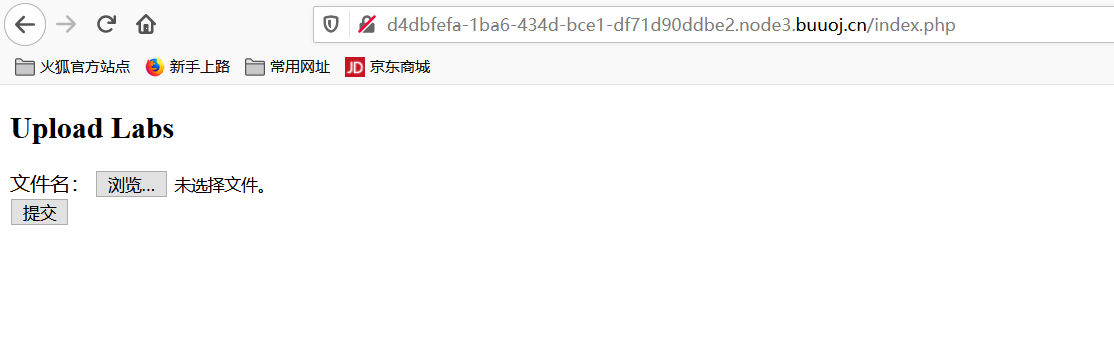 d4dbfefa-1ba6-434d-bce1-df71d90ddbe2.node3.buuoj.cn/index.php
火狐官方站点 新手上路 常用网址 JD 京东商城
Upload Labs
文件名： 浏览... 未选择文件。
提交